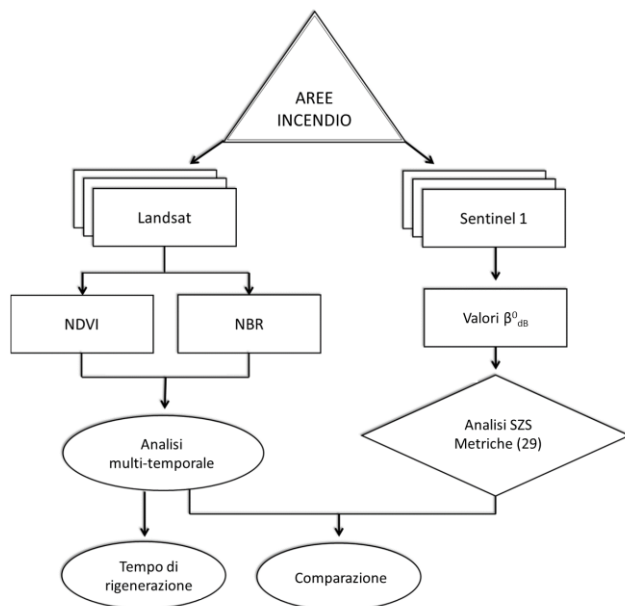 AREE
INCENDIO
Landsat
Sentinel 1
NDVI
NBR
Valori β⁰dB
Analisi
multi-temporale
Analisi SZS
Metriche (29)
Tempo di
rigenerazione
Comparazione